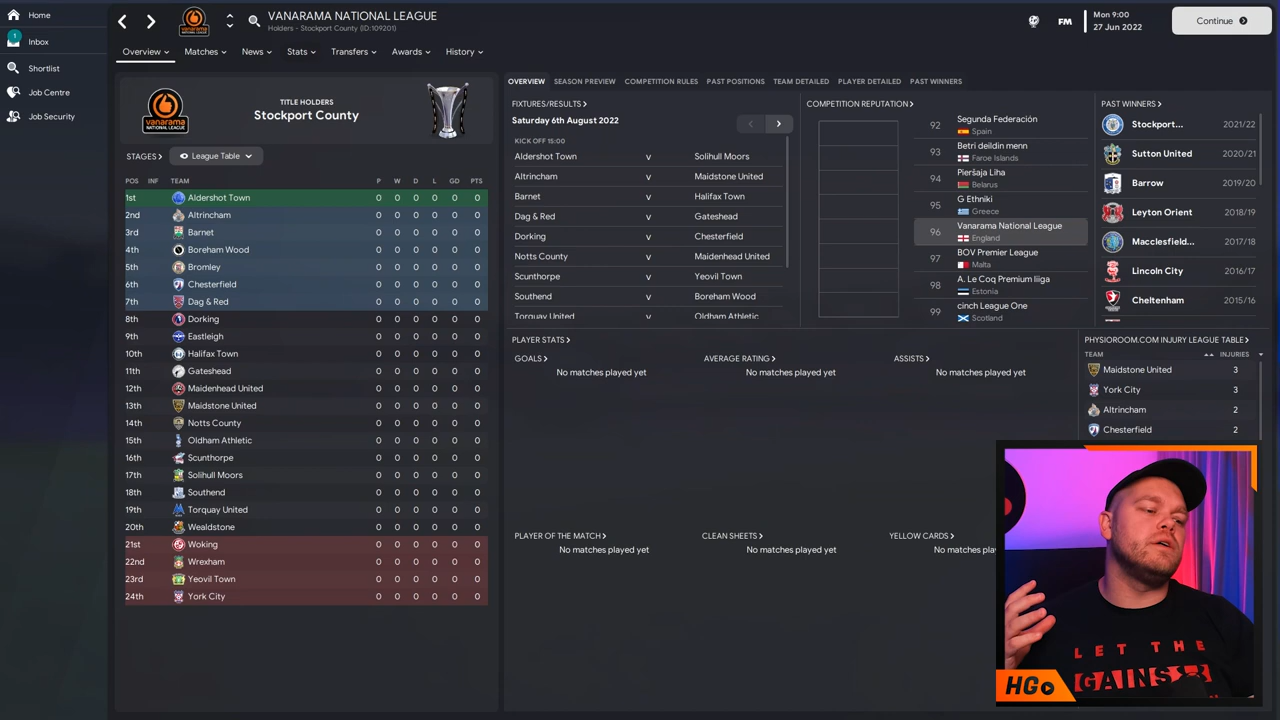 Home
Inbox
1
Shortlist
Job Centre
Job Security
VANARAMA NATIONAL LEAGUE
Holders - Stockport County (ID:109201)
FM
Mon 9:00
27 Jun 2022
Continue
Overview
Matches
News
Stats
Transfers
Awards
History
TITLE HOLDERS
Stockport County
STAGES
League Table
POS INF TEAM P W D L GD PTS
1st Aldershot Town 0 0 0 0 0 0
2nd Altrincham 0 0 0 0 0 0
3rd Barnet 0 0 0 0 0 0
4th Boreham Wood 0 0 0 0 0 0
5th Bromley 0 0 0 0 0 0
6th Chesterfield 0 0 0 0 0 0
7th Dag & Red 0 0 0 0 0 0
8th Dorking 0 0 0 0 0 0
9th Eastleigh 0 0 0 0 0 0
10th Halifax Town 0 0 0 0 0 0
11th Gateshead 0 0 0 0 0 0
12th Maidenhead United 0 0 0 0 0 0
13th Maidstone United 0 0 0 0 0 0
14th Notts County 0 0 0 0 0 0
15th Oldham Athletic 0 0 0 0 0 0
16th Scunthorpe 0 0 0 0 0 0
17th Solihull Moors 0 0 0 0 0 0
18th Southend 0 0 0 0 0 0
19th Torquay United 0 0 0 0 0 0
20th Wealdstone 0 0 0 0 0 0
21st Woking 0 0 0 0 0 0
22nd Wrexham 0 0 0 0 0 0
23rd Yeovil Town 0 0 0 0 0 0
24th York City 0 0 0 0 0 0
OVERVIEW SEASON PREVIEW COMPETITION RULES PAST POSITIONS TEAM DETAILED PLAYER DETAILED PAST WINNERS
FIXTURES/RESULTS
Saturday 6th August 2022
KICK OFF 15:00
Aldershot Town v Solihull Moors
Altrincham v Maidstone United
Barnet v Halifax Town
Dag & Red v Gateshead
Dorking v Chesterfield
Notts County v Maidenhead United
Scunthorpe v Yeovil Town
Southend v Boreham Wood
Torquay United v Oldham Athletic
COMPETITION REPUTATION
92 Segunda Federación
Spain
93 Betri deildin menn
Faroe Islands
94 Pieršaja Liha
Belarus
95 G Ethniki
Greece
96 Vanarama National League
England
97 BOV Premier League
Malta
98 A. Le Coq Premium liiga
Estonia
99 cinch League One
Scotland
PAST WINNERS
Stockport... 2021/22
Sutton United 2020/21
Barrow 2019/20
Leyton Orient 2018/19
Macclesfield... 2017/18
Lincoln City 2016/17
Cheltenham 2015/16
PLAYER STATS
GOALS
No matches played yet
AVERAGE RATING
No matches played yet
ASSISTS
No matches played yet
PLAYER OF THE MATCH
No matches played yet
CLEAN SHEETS
No matches played yet
YELLOW CARDS
No matches pla
PHYSIOROOM.COM INJURY LEAGUE TABLE
TEAM INJURIES
Maidstone United 3
York City 3
Altrincham 2
Chesterfield 2
LET THE
GAINS
HGo